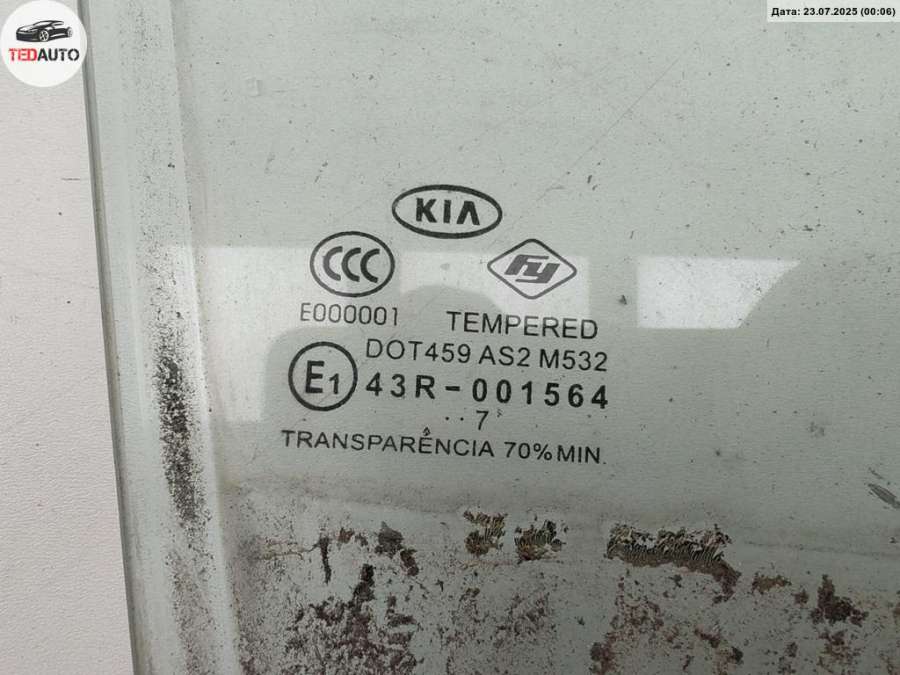 TEDAUTO
Дата: 23.07.2025 (00:06)
KIA
CCC
FY
E000001 TEMPERED
DOT459 AS2 M532
E1 43R-001564
. . 7
TRANSPARÊNCIA 70% MIN.